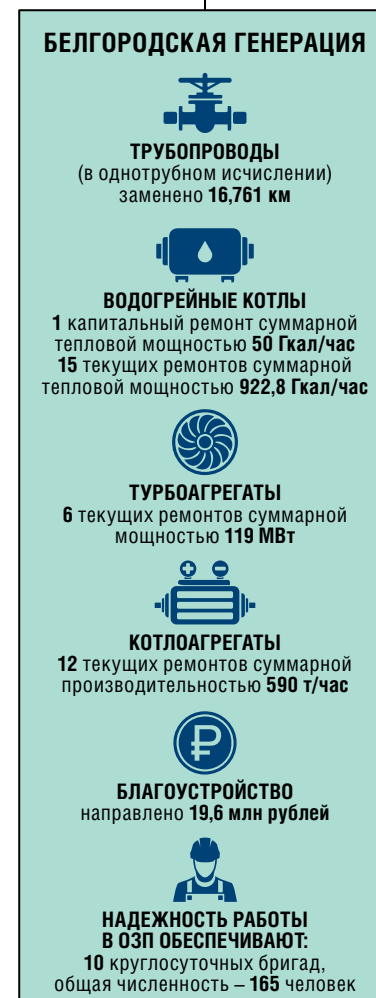 БЕЛГОРОДСКАЯ ГЕНЕРАЦИЯ
ТРУБОПРОВОДЫ
(в однотрубном исчислении)
заменено 16,761 км
ВОДОГРЕЙНЫЕ КОТЛЫ
1 капитальный ремонт суммарной
тепловой мощностью 50 Гкал/час
15 текущих ремонтов суммарной
тепловой мощностью 922,8 Гкал/час
ТУРБОАГРЕГАТЫ
6 текущих ремонтов суммарной
мощностью 119 МВт
КОТЛОАГРЕГАТЫ
12 текущих ремонтов суммарной
производительностью 590 т/час
БЛАГОУСТРОЙСТВО
направлено 19,6 млн рублей
НАДЕЖНОСТЬ РАБОТЫ
В ОЗП ОБЕСПЕЧИВАЮТ:
10 круглосуточных бригад,
общая численность – 165 человек